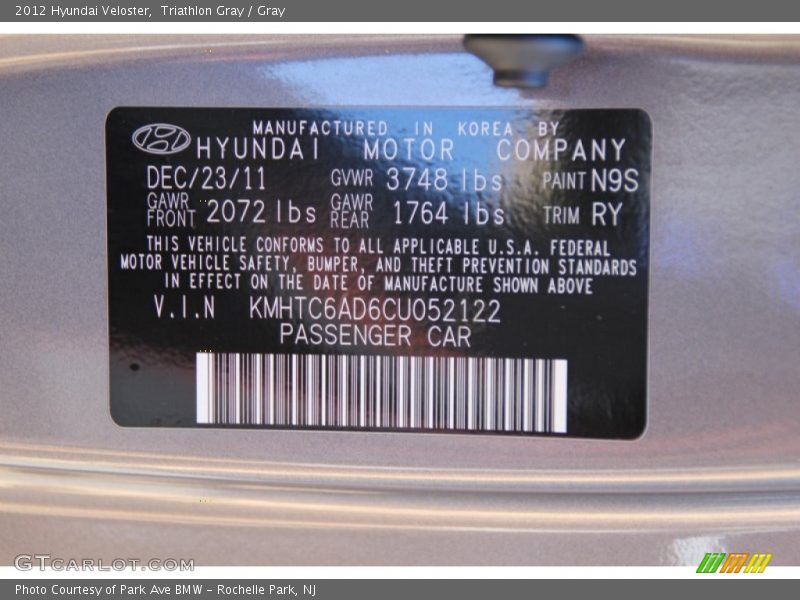 2012 Hyundai Veloster, Triathlon Gray / Gray
MANUFACTURED IN KOREA BY
HYUNDAI MOTOR COMPANY
DEC/23/11 GVWR 3748 lbs PAINT N9S
GAWR FRONT 2072 lbs GAWR REAR 1764 lbs TRIM RY
THIS VEHICLE CONFORMS TO ALL APPLICABLE U.S.A. FEDERAL
MOTOR VEHICLE SAFETY, BUMPER, AND THEFT PREVENTION STANDARDS
IN EFFECT ON THE DATE OF MANUFACTURE SHOWN ABOVE
V.I.N KMHTC6AD6CU052122
PASSENGER CAR
GTCARLOT.COM
Photo Courtesy of Park Ave BMW - Rochelle Park, NJ